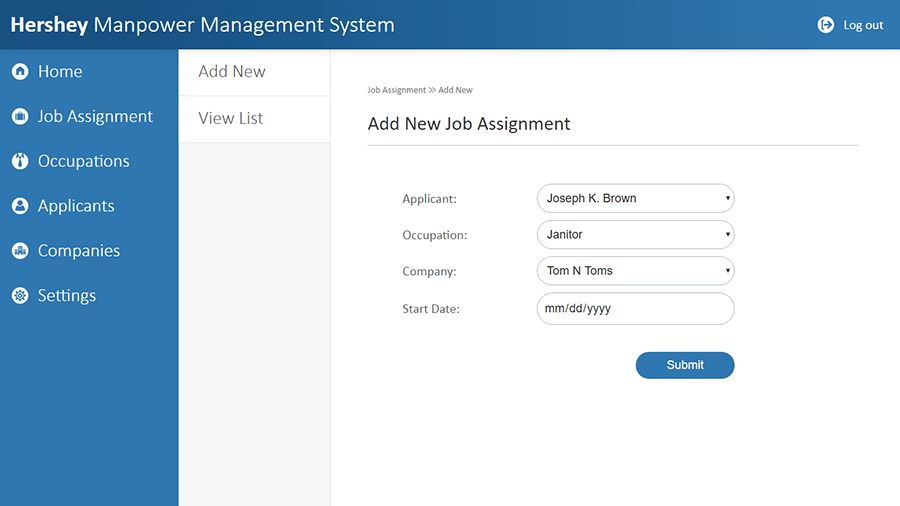 Hershey Manpower Management System
Log out
Home
Job Assignment
Occupations
Applicants
Companies
Settings
Add New
View List
Job Assignment >> Add New
Add New Job Assignment
Applicant: Joseph K. Brown
Occupation: Janitor
Company: Tom N Toms
Start Date: mm/dd/yyyy
Submit